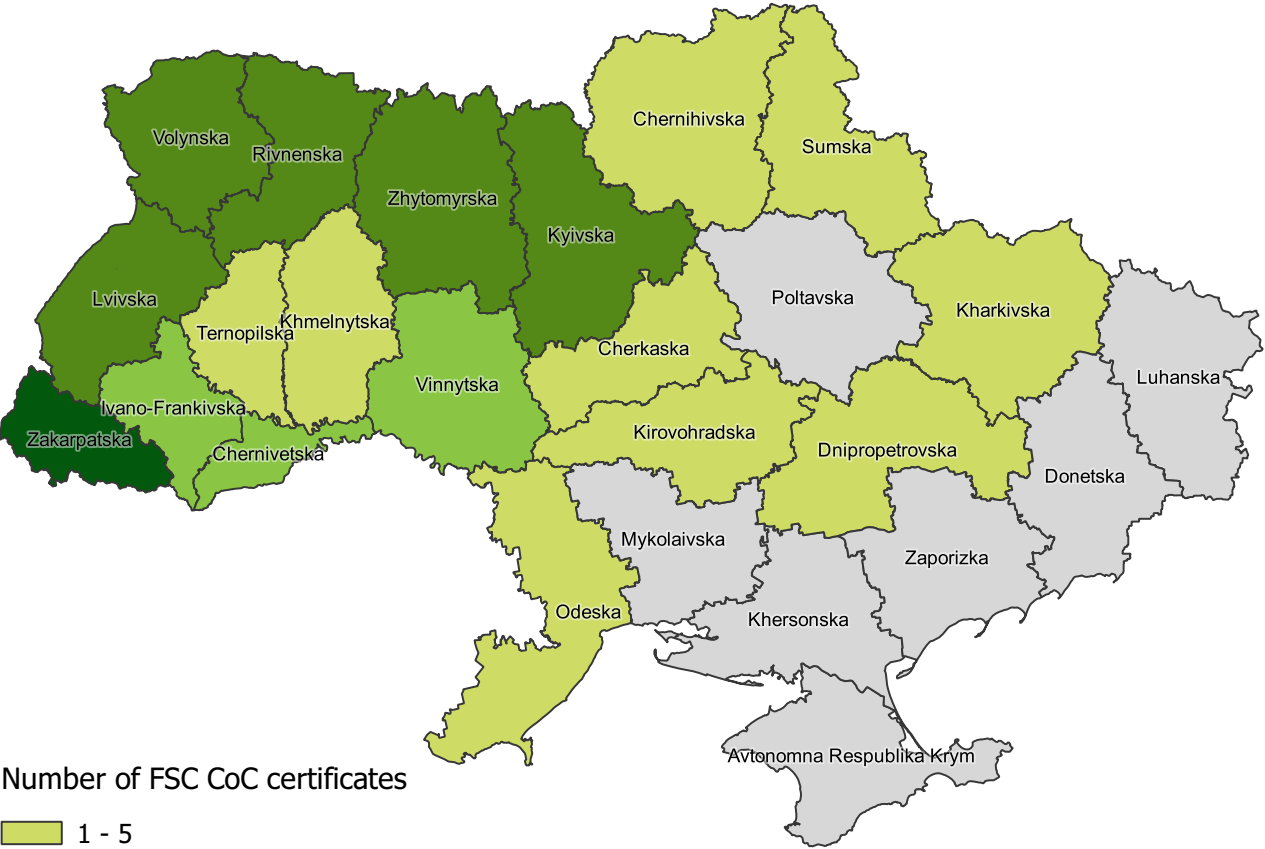 Chernihivska
Volynska
Rivnenska
Sumska
Zhytomyrska
Kyivska
Lvivska
Poltavska
Kharkivska
Ternopilska
Khmelnytska
Cherkaska
Luhanska
Vinnytska
Ivano-Frankivska
Zakarpatska
Chernivetska
Kirovohradska
Dnipropetrovska
Donetska
Mykolaivska
Zaporizka
Odeska
Khersonska
Avtonomna Respublika Krym
Number of FSC CoC certificates
1 - 5